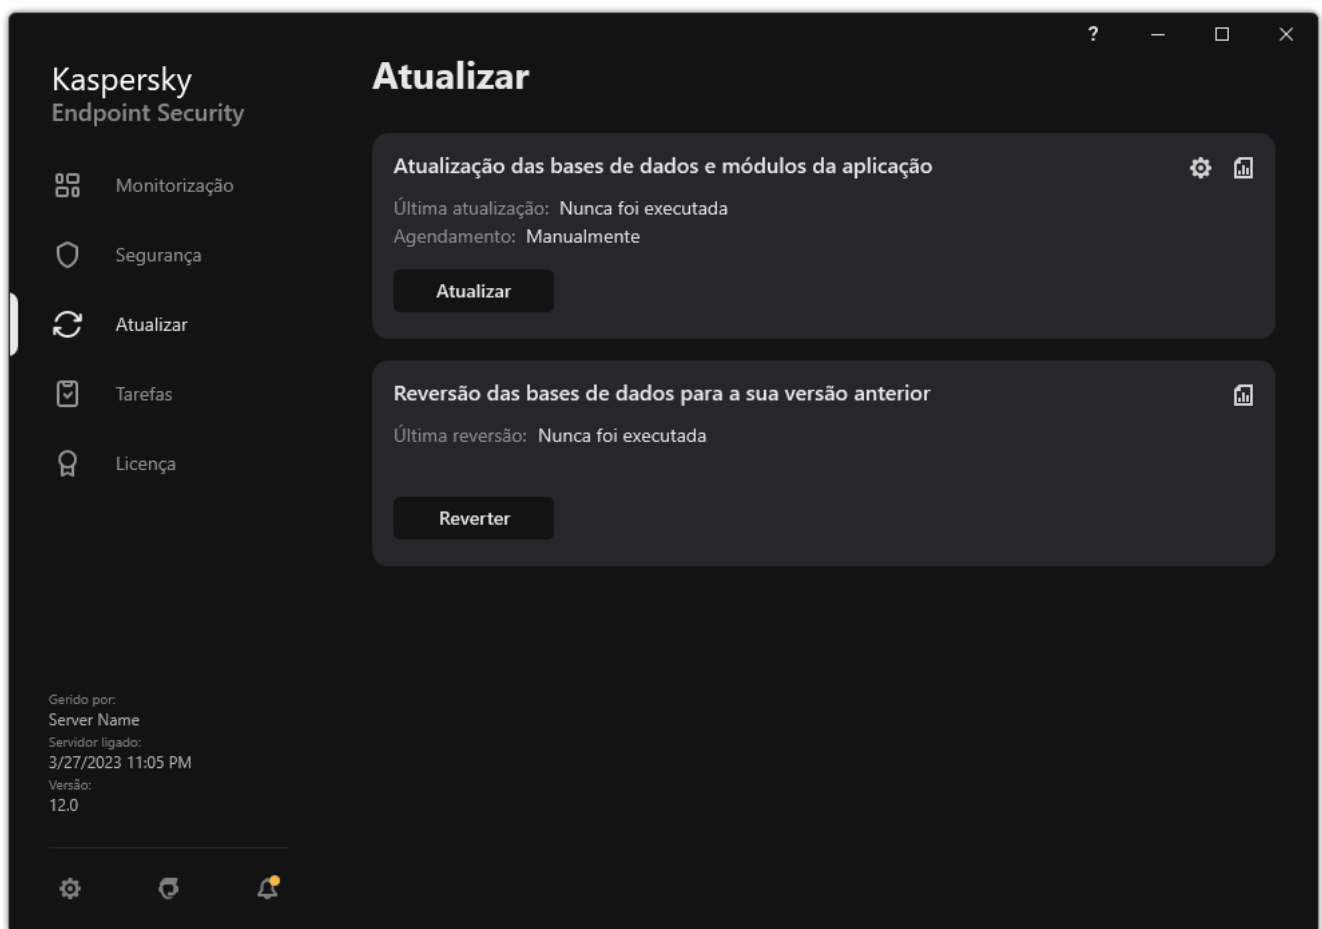 ?
Kaspersky
Endpoint Security
Monitorização
Segurança
Atualizar
Tarefas
Licença
Gerido por:
Server Name
Servidor ligado:
3/27/2023 11:05 PM
Versão:
12.0
Atualizar
Atualização das bases de dados e módulos da aplicação
Última atualização: Nunca foi executada
Agendamento: Manualmente
Atualizar
Reversão das bases de dados para a sua versão anterior
Última reversão: Nunca foi executada
Reverter